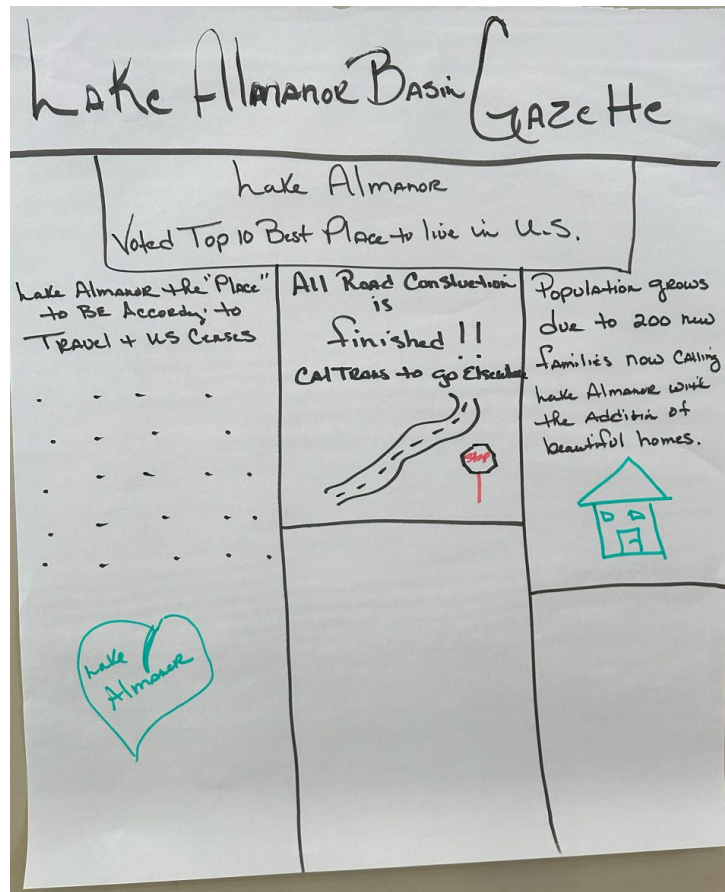 Lake Almanor Basin Gazette
Lake Almanor
Voted Top 10 Best Place to live in U.S.
Lake Almanor the "Place"
to BE According to
Travel + US Censes
All Road Constuction
is
finished !!
CalTrans to go Elsewhere
Stop
Population grows
due to 200 new
families now calling
Lake Almanor with
the Addition of
beautiful homes.
Lake
Almanor